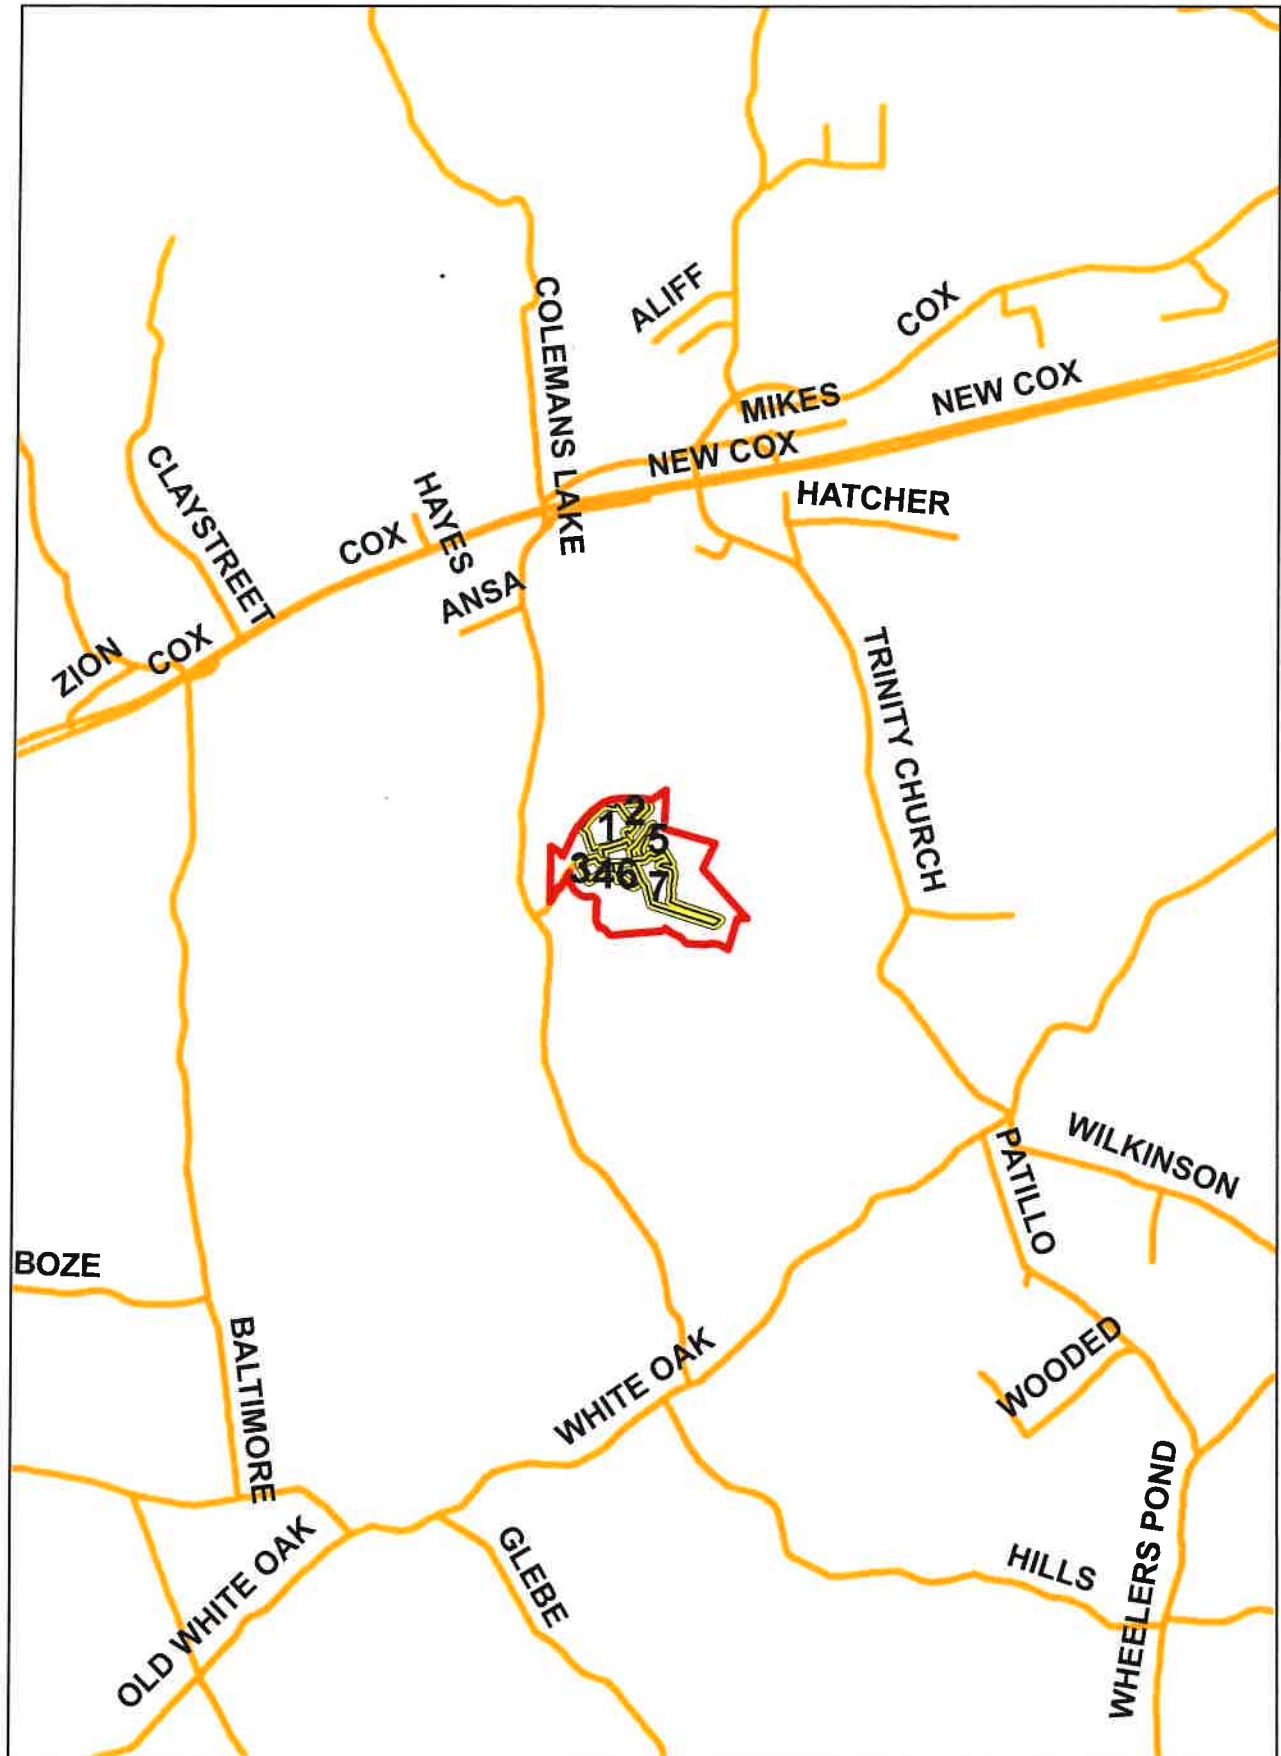 COLEMANS LAKE
ALIFF
COX
MIKES
NEW COX
NEW COX
HATCHER
CLAYSTREET
HAYES
COX
ANSA
ZION
COX
TRINITY CHURCH
2
1
5
3
4
6
7
PATILLO
WILKINSON
BOZE
BALTIMORE
WHITE OAK
WOODED
OLD WHITE OAK
GLEBE
HILLS
WHEELERS POND